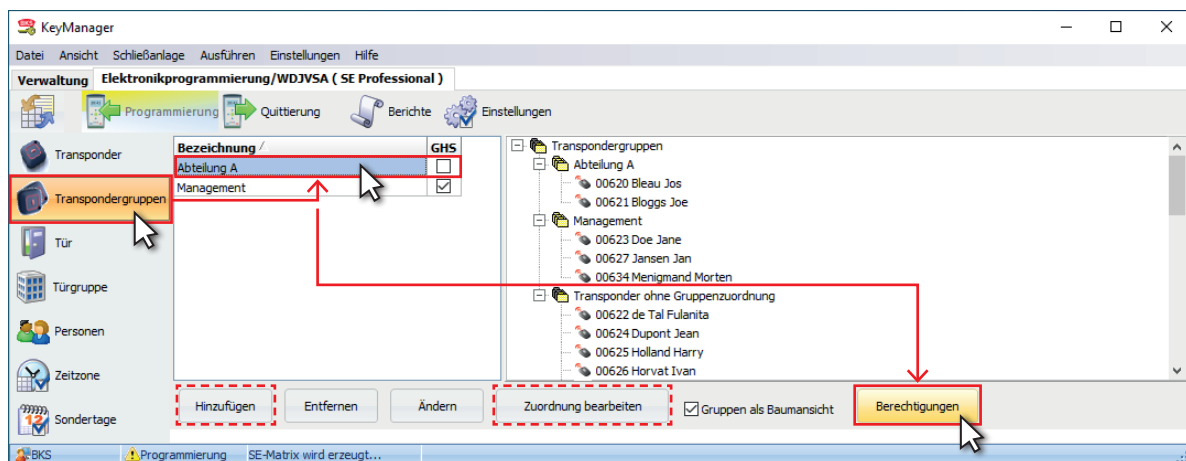 KeyManager
Datei Ansicht Schließanlage Ausführen Einstellungen Hilfe
Verwaltung Elektronikprogrammierung/WDJVSA ( SE Professional )
Programmierung Quittierung Berichte Einstellungen
Transponder
Transpondergruppen
Tür
Türgruppe
Personen
Zeitzone
Sondertage
Bezeichnung GHS
Abteilung A
Management
Transpondergruppen
Abteilung A
00620 Bleau Jos
00621 Bloggs Joe
Management
00623 Doe Jane
00627 Jansen Jan
00634 Menigmand Morten
Transponder ohne Gruppenzuordnung
00622 de Tal Fulanita
00624 Dupont Jean
00625 Holland Harry
00626 Horvat Ivan
Hinzufügen Entfernen Ändern Zuordnung bearbeiten Gruppen als Baumansicht Berechtigungen
BKS Programmierung SE-Matrix wird erzeugt...